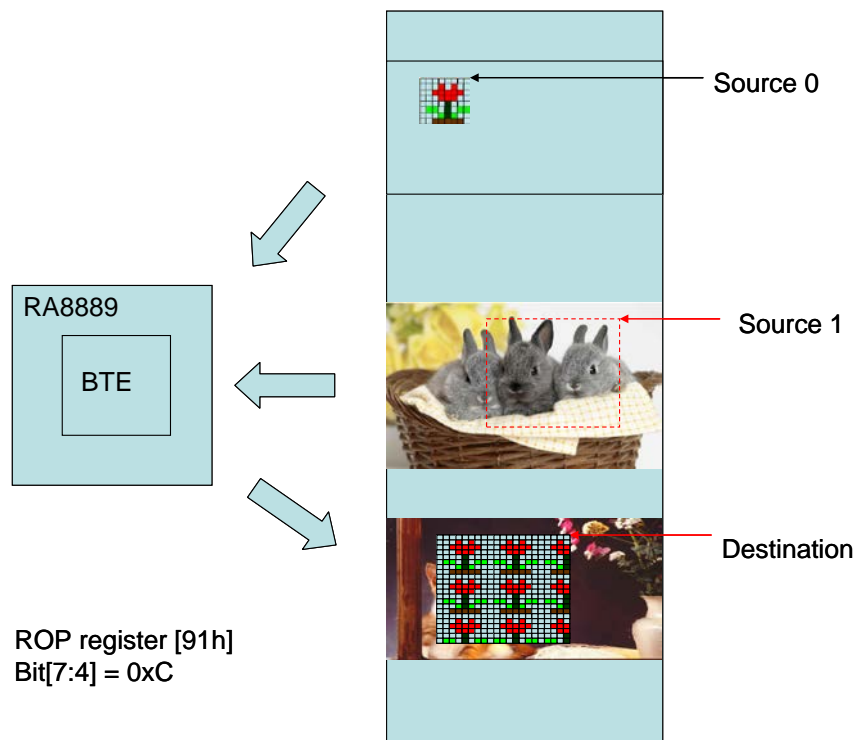 Source 0
RA8889
BTE
Source 1
Destination
ROP register [91h]
Bit[7:4] = 0xC